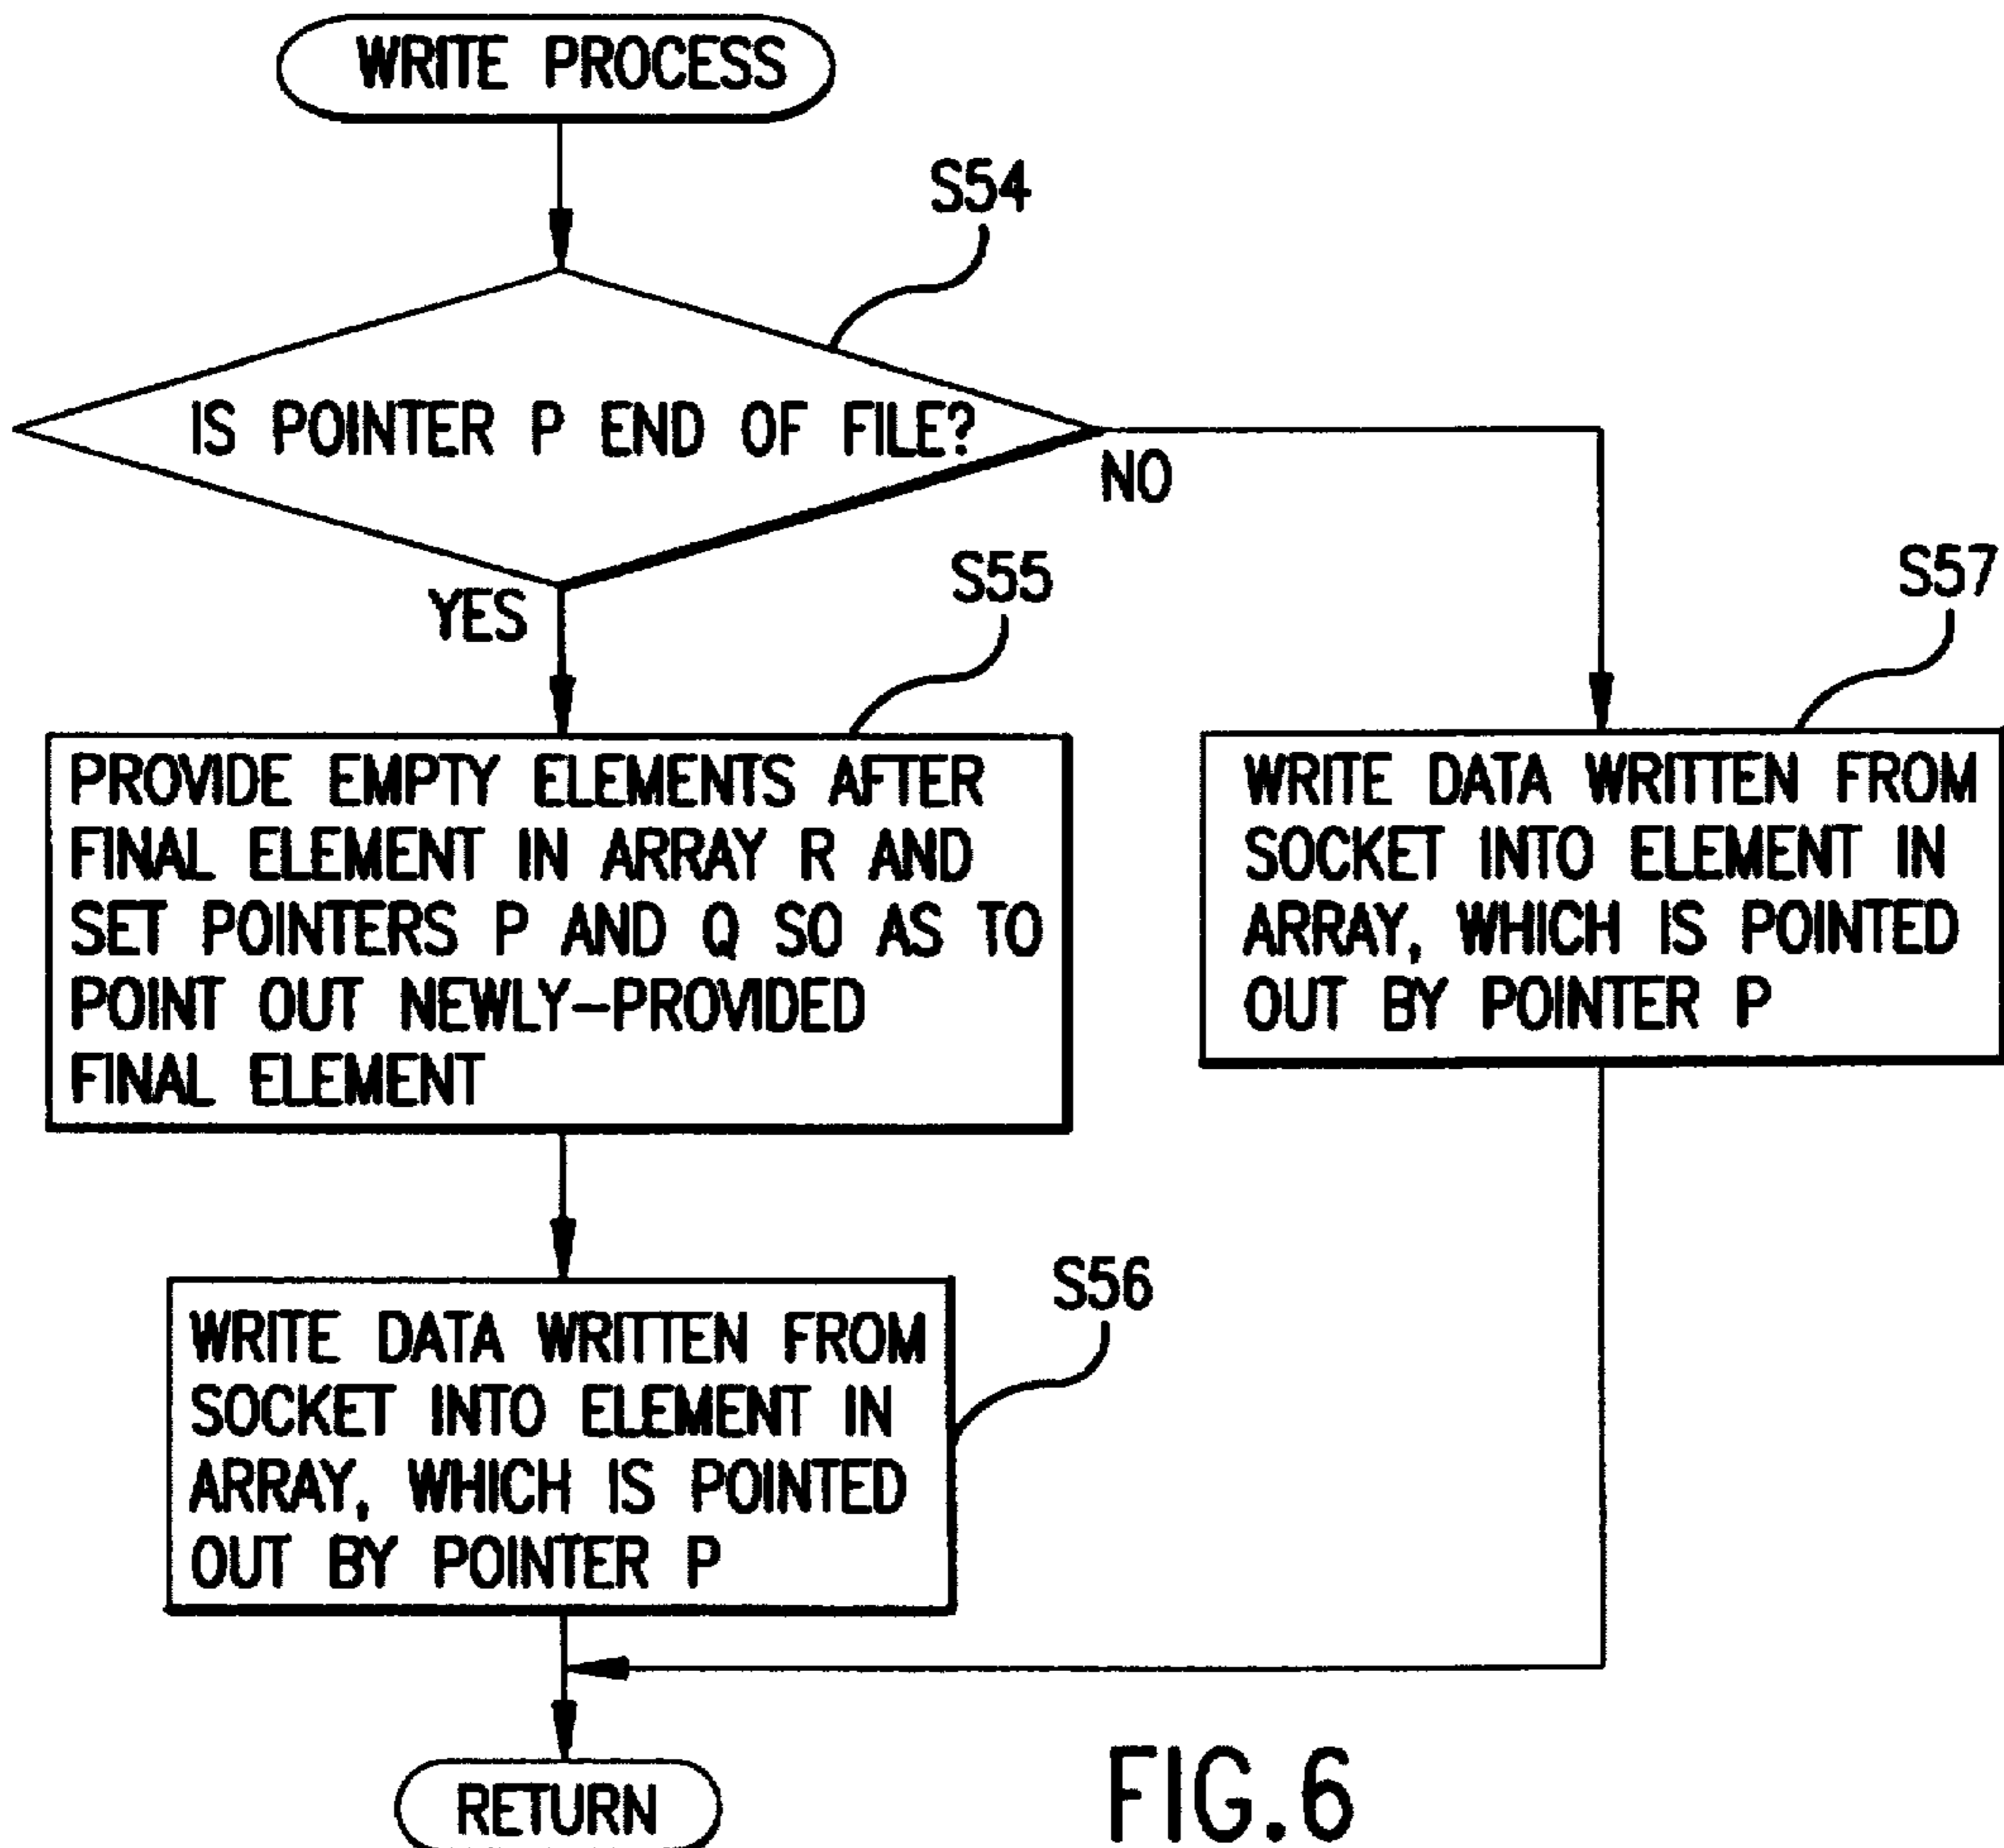 WRITE PROCESS
S54
IS POINTER P END OF FILE?
NO
YES
S55
PROVIDE EMPTY ELEMENTS AFTER
FINAL ELEMENT IN ARRAY R AND
SET POINTERS P AND Q SO AS TO
POINT OUT NEWLY-PROVIDED
FINAL ELEMENT
S57
WRITE DATA WRITTEN FROM
SOCKET INTO ELEMENT IN
ARRAY, WHICH IS POINTED
OUT BY POINTER P
S56
WRITE DATA WRITTEN FROM
SOCKET INTO ELEMENT IN
ARRAY, WHICH IS POINTED
OUT BY POINTER P
RETURN
FIG.6